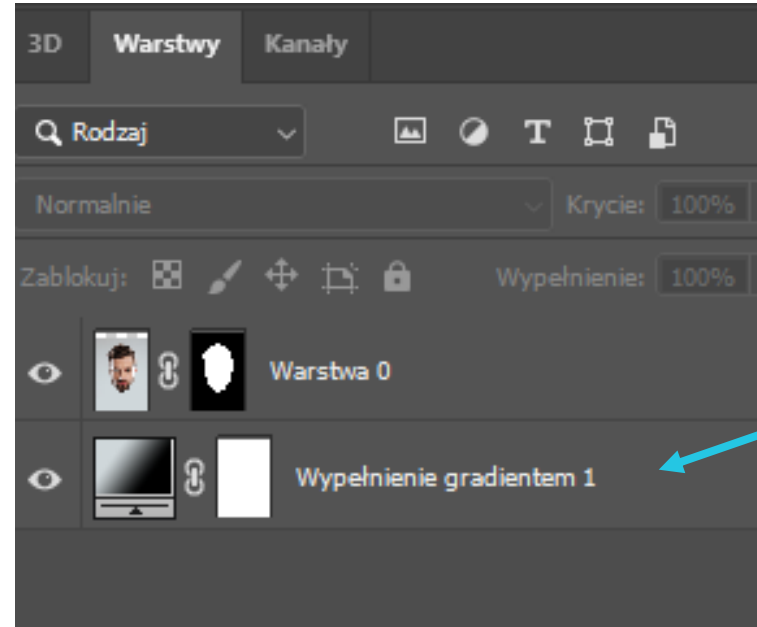 3D Warstwy Kanały
Rodzaj
Normalnie Krycie: 100%
Zablokuj: Wypełnienie: 100%
Warstwa 0
Wypełnienie gradientem 1